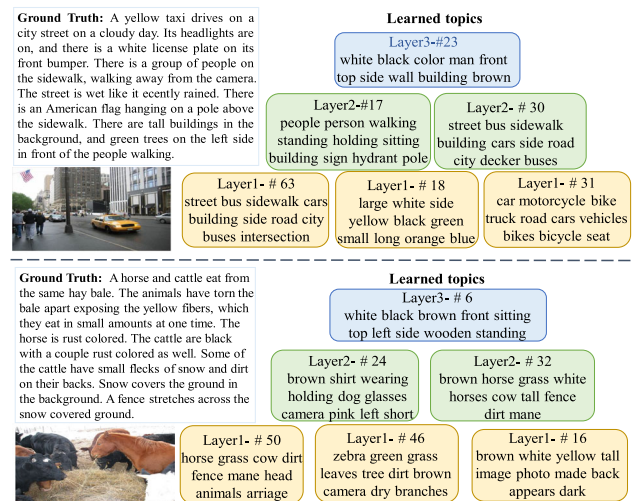 Ground Truth: A yellow taxi drives on a
city street on a cloudy day. Its headlights are
on, and there is a white license plate on its
front bumper. There is a group of people on
the sidewalk, walking away from the camera.
The street is wet like it ecently rained. There
is an American flag hanging on a pole above
the sidewalk. There are tall buildings in the
background, and green trees on the left side
in front of the people walking.
Learned topics
Layer3-#23
white black color man front
top side wall building brown
Layer2-#17
people person walking
standing holding sitting
building sign hydrant pole
Layer2- # 30
street bus sidewalk
building cars side road
city decker buses
Layer1- # 63
street bus sidewalk cars
building side road city
buses intersection
Layer1- # 18
large white side
yellow black green
small long orange blue
Layer1- # 31
car motorcycle bike
truck road cars vehicles
bikes bicycle seat
Ground Truth: A horse and cattle eat from
the same hay bale. The animals have torn the
bale apart exposing the yellow fibers, which
they eat in small amounts at one time. The
horse is rust colored. The cattle are black
with a couple rust colored as well. Some of
the cattle have small flecks of snow and dirt
on their backs. Snow covers the ground in
the background. A fence stretches across the
snow covered ground.
Learned topics
Layer3- # 6
white black brown front sitting
top left side wooden standing
Layer2- # 24
brown shirt wearing
holding dog glasses
camera pink left short
Layer2- # 32
brown horse grass white
horses cow tall fence
dirt mane
Layer1- # 50
horse grass cow dirt
fence mane head
animals arriage
Layer1- # 46
zebra green grass
leaves tree dirt brown
camera dry branches
Layer1- # 16
brown white yellow tall
image photo made back
appears dark